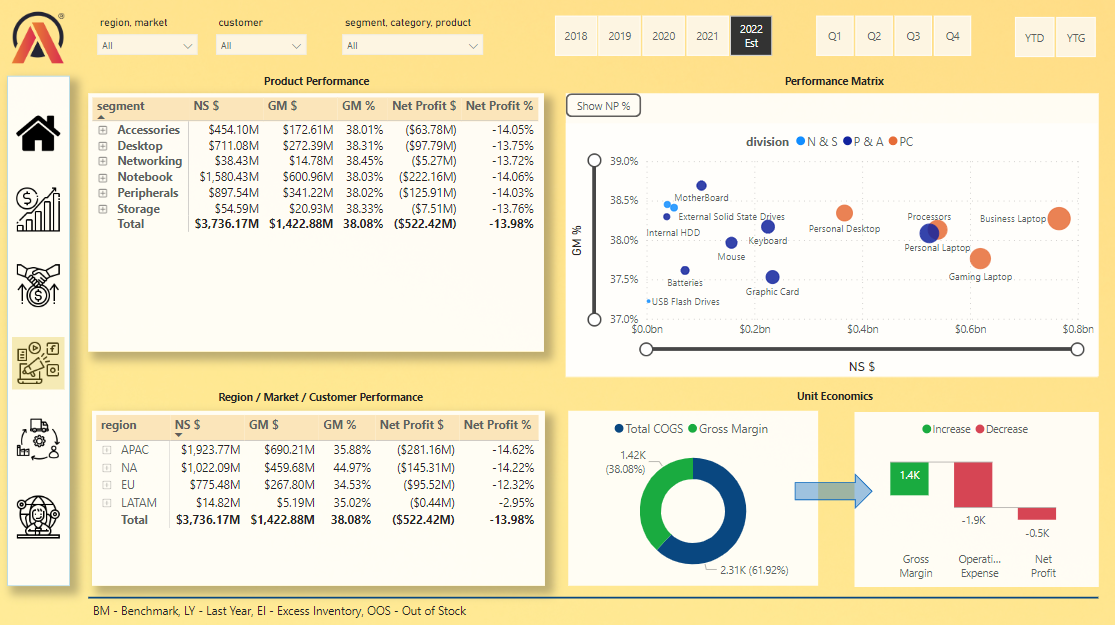 region, market
customer
segment, category, product
All
All
All
2018
2019
2020
2021
2022
Est
Q1
Q2
Q3
Q4
YTD
YTG
®
Product Performance
segment NS $ GM $ GM % Net Profit $ Net Profit %
Accessories $454.10M $172.61M 38.01% ($63.78M) -14.05%
Desktop $711.08M $272.39M 38.31% ($97.79M) -13.75%
Networking $38.43M $14.78M 38.45% ($5.27M) -13.72%
Notebook $1,580.43M $600.96M 38.03% ($222.16M) -14.06%
Peripherals $897.54M $341.22M 38.02% ($125.91M) -14.03%
Storage $54.59M $20.93M 38.33% ($7.51M) -13.76%
Total $3,736.17M $1,422.88M 38.08% ($522.42M) -13.98%
Performance Matrix
Show NP %
division N & S P & A PC
GM %
39.0%
38.5%
38.0%
37.5%
37.0%
MotherBoard
External Solid State Drives
Internal HDD
Keyboard
Mouse
Batteries
Graphic Card
USB Flash Drives
Personal Desktop
Processors
Personal Laptop
Business Laptop
Gaming Laptop
$0.0bn
$0.2bn
$0.4bn
$0.6bn
$0.8bn
NS $
Region / Market / Customer Performance
region NS $ GM $ GM % Net Profit $ Net Profit %
APAC $1,923.77M $690.21M 35.88% ($281.16M) -14.62%
NA $1,022.09M $459.68M 44.97% ($145.31M) -14.22%
EU $775.48M $267.80M 34.53% ($95.52M) -12.32%
LATAM $14.82M $5.19M 35.02% ($0.44M) -2.95%
Total $3,736.17M $1,422.88M 38.08% ($522.42M) -13.98%
Unit Economics
Total COGS Gross Margin
1.42K
(38.08%)
2.31K (61.92%)
Increase Decrease
1.4K
-1.9K
-0.5K
Gross
Margin
Operati...
Expense
Net
Profit
BM - Benchmark, LY - Last Year, EI - Excess Inventory, OOS - Out of Stock